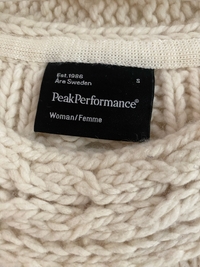 Est.1986
Åre Sweden
S
PeakPerformance®
Woman/Femme